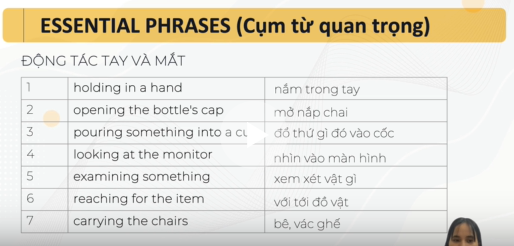 ESSENTIAL PHRASES (Cụm từ quan trọng)
ĐỘNG TÁC TAY VÀ MẮT
1 holding in a hand nắm trong tay
2 opening the bottle's cap mở nắp chai
3 pouring something into a cu đổ thứ gì đó vào cốc
4 looking at the monitor nhìn vào màn hình
5 examining something xem xét vật gì
6 reaching for the item với tới đồ vật
7 carrying the chairs bê, vác ghế